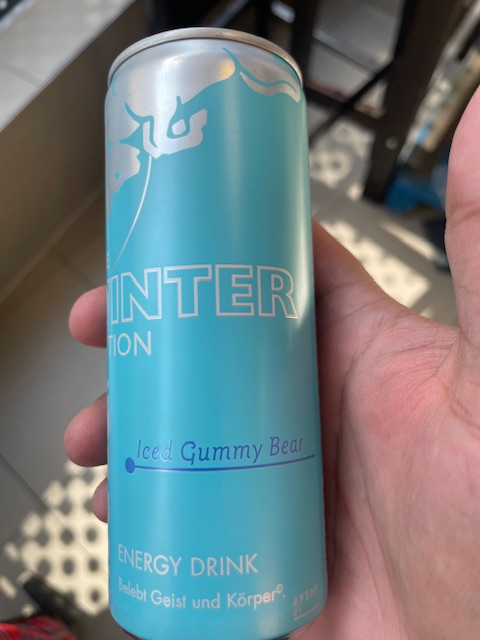 INTER
TION
Iced Gummy Bear
ENERGY DRINK
Belebt Geist und Körper®.